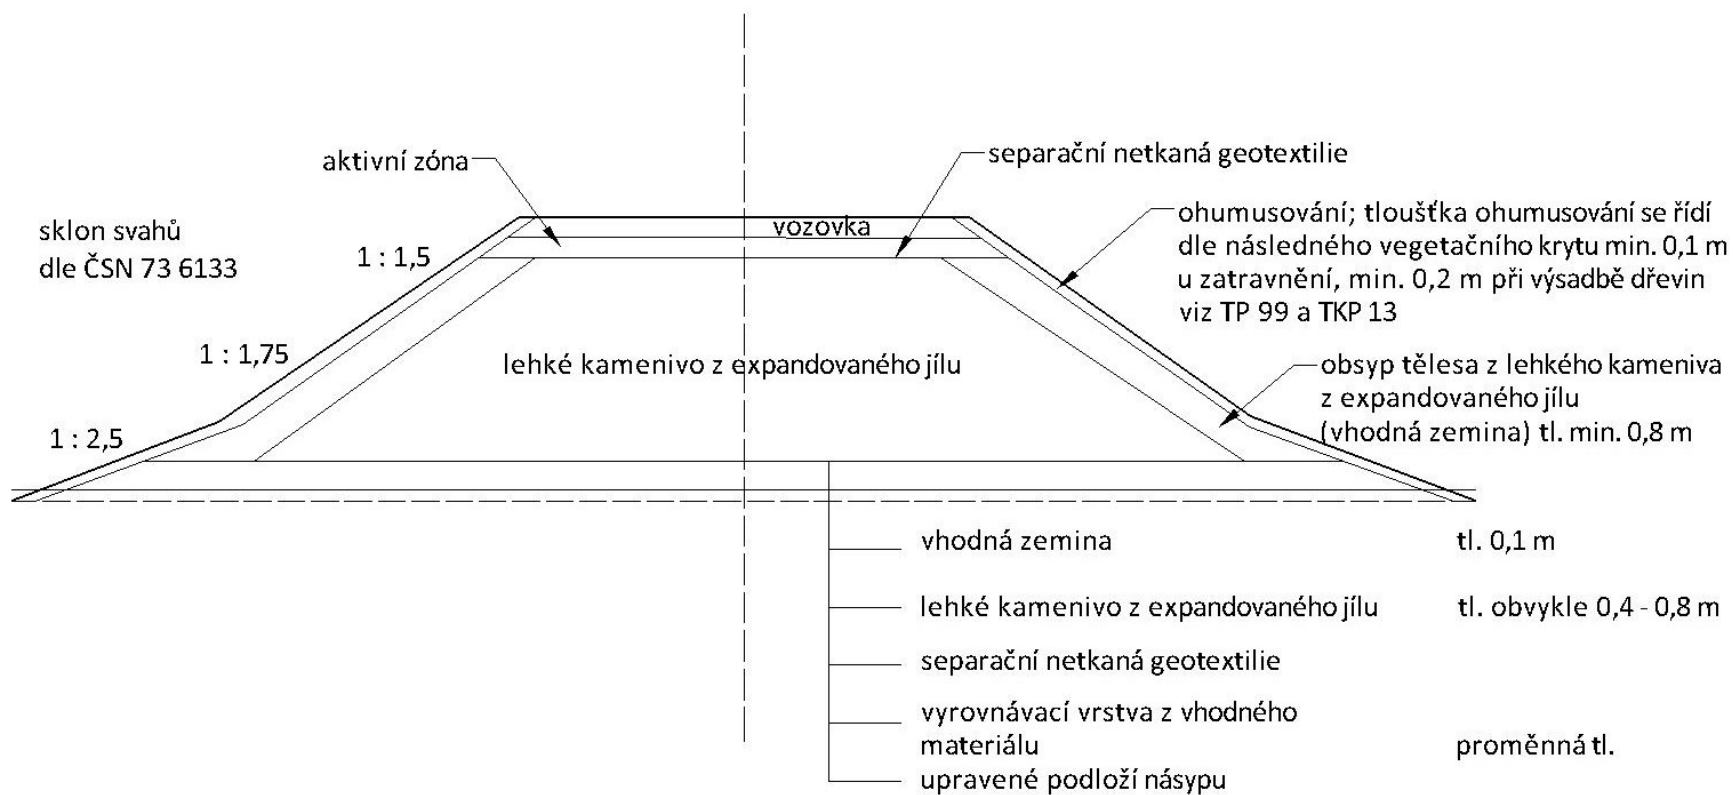 aktivní zóna
separační netkaná geotextilie
sklon svahů
dle ČSN 73 6133
1 : 1,5
vozovka
ohumusování; tloušťka ohumusování se řídí
dle následného vegetačního krytu min. 0,1 m
u zatravnění, min. 0,2 m při výsadbě dřevin
viz TP 99 a TKP 13
1 : 1,75
lehké kamenivo z expandovaného jílu
obsyp tělesa z lehkého kameniva
z expandovaného jílu
(vhodná zemina) tl. min. 0,8 m
1 : 2,5
vhodná zemina tl. 0,1 m
lehké kamenivo z expandovaného jílu tl. obvykle 0,4 - 0,8 m
separační netkaná geotextilie
vyrovnávací vrstva z vhodného
materiálu proměnná tl.
upravené podloží násypu